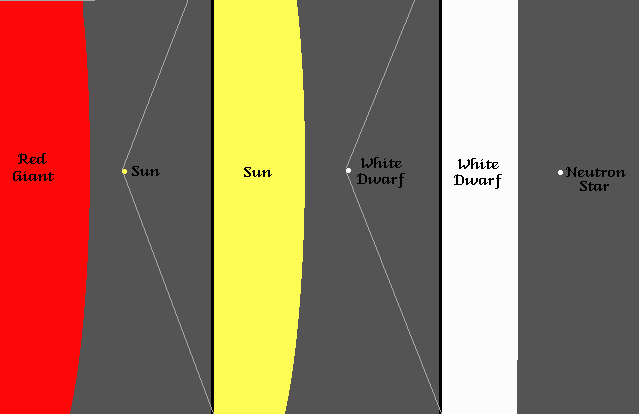 Red
Giant
Sun
Sun
White
Dwarf
White
Dwarf
Neutron
Star